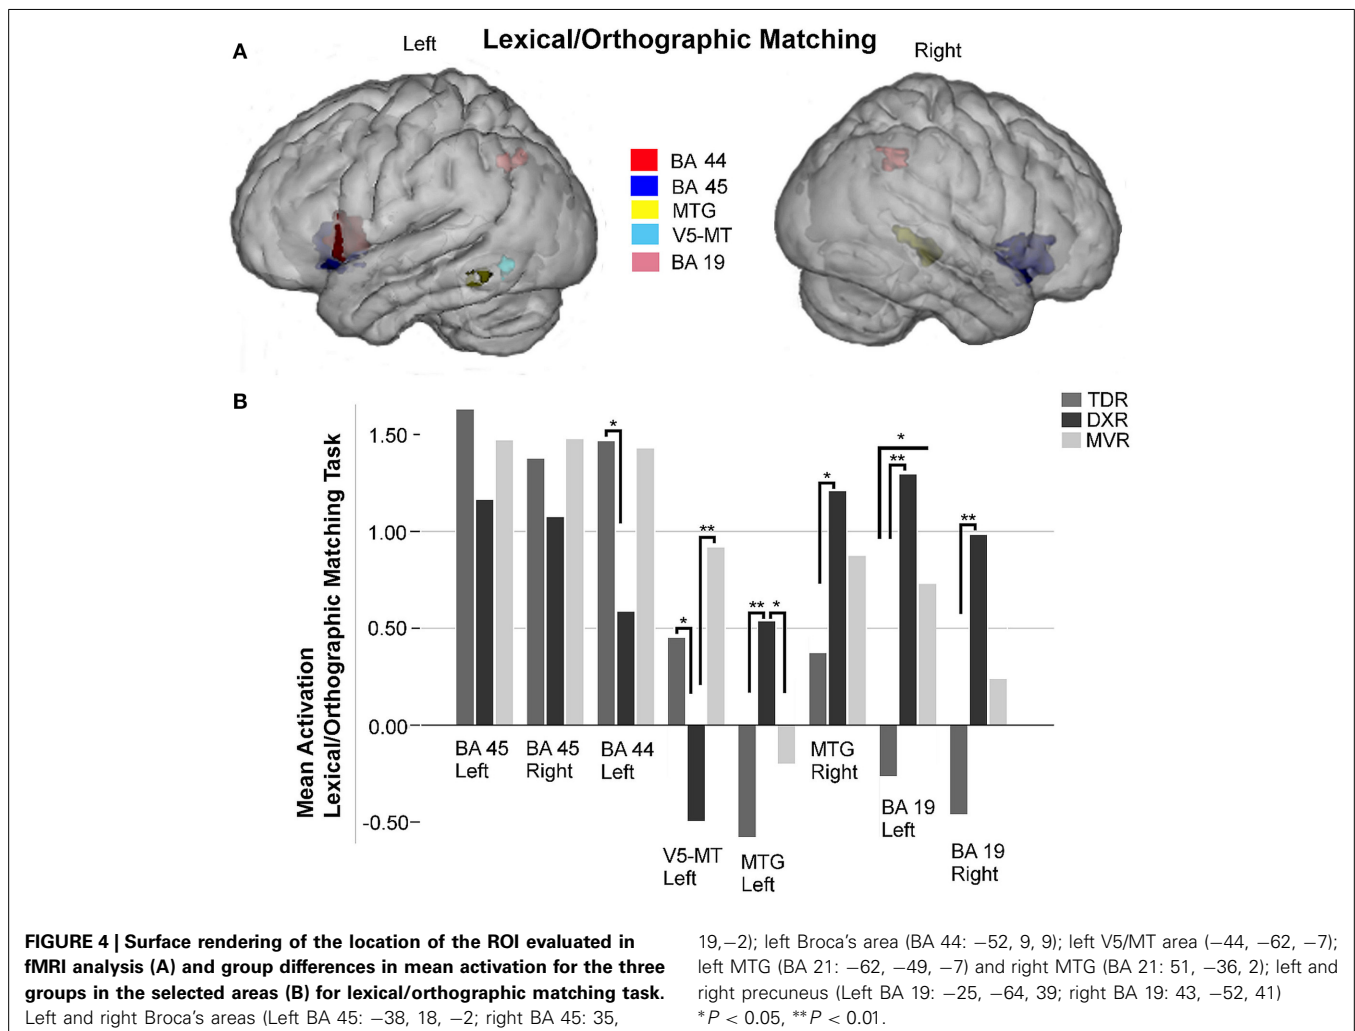 Lexical/Orthographic Matching
A
Left
Right
BA 44
BA 45
MTG
V5-MT
BA 19
B
TDR
DXR
MVR
Mean Activation
Lexical/Orthographic Matching Task
1.50
1.00
0.50
0.00
-0.50
*
*
**
**
*
*
*
**
**
BA 45
Left
BA 45
Right
BA 44
Left
V5-MT
Left
MTG
Left
MTG
Right
BA 19
Left
BA 19
Right
FIGURE 4 | Surface rendering of the location of the ROI evaluated in
fMRI analysis (A) and group differences in mean activation for the three
groups in the selected areas (B) for lexical/orthographic matching task.
Left and right Broca's areas (Left BA 45: −38, 18, −2; right BA 45: 35,
19,−2); left Broca's area (BA 44: −52, 9, 9); left V5/MT area (−44, −62, −7);
left MTG (BA 21: −62, −49, −7) and right MTG (BA 21: 51, −36, 2); left and
right precuneus (Left BA 19: −25, −64, 39; right BA 19: 43, −52, 41)
*P < 0.05, **P < 0.01.